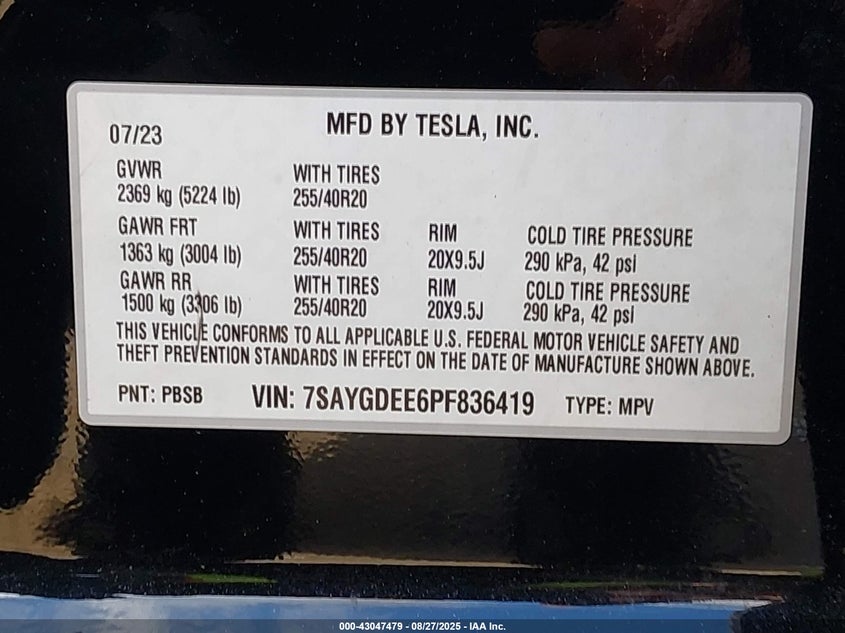 07/23 MFD BY TESLA, INC.
GVWR WITH TIRES
2369 kg (5224 lb) 255/40R20
GAWR FRT WITH TIRES RIM COLD TIRE PRESSURE
1363 kg (3004 lb) 255/40R20 20X9.5J 290 kPa, 42 psi
GAWR RR WITH TIRES RIM COLD TIRE PRESSURE
1500 kg (3306 lb) 255/40R20 20X9.5J 290 kPa, 42 psi
THIS VEHICLE CONFORMS TO ALL APPLICABLE U.S. FEDERAL MOTOR VEHICLE SAFETY AND
THEFT PREVENTION STANDARDS IN EFFECT ON THE DATE OF MANUFACTURE SHOWN ABOVE.
PNT: PBSB VIN: 7SAYGDEE6PF836419 TYPE: MPV
000-43047479 - 08/27/2025 - IAA Inc.